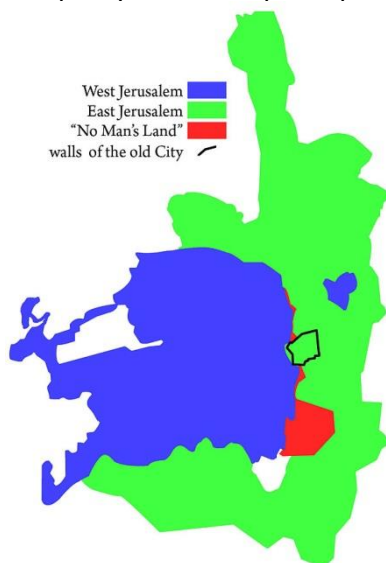 West Jerusalem
East Jerusalem
“No Man’s Land”
walls of the old City